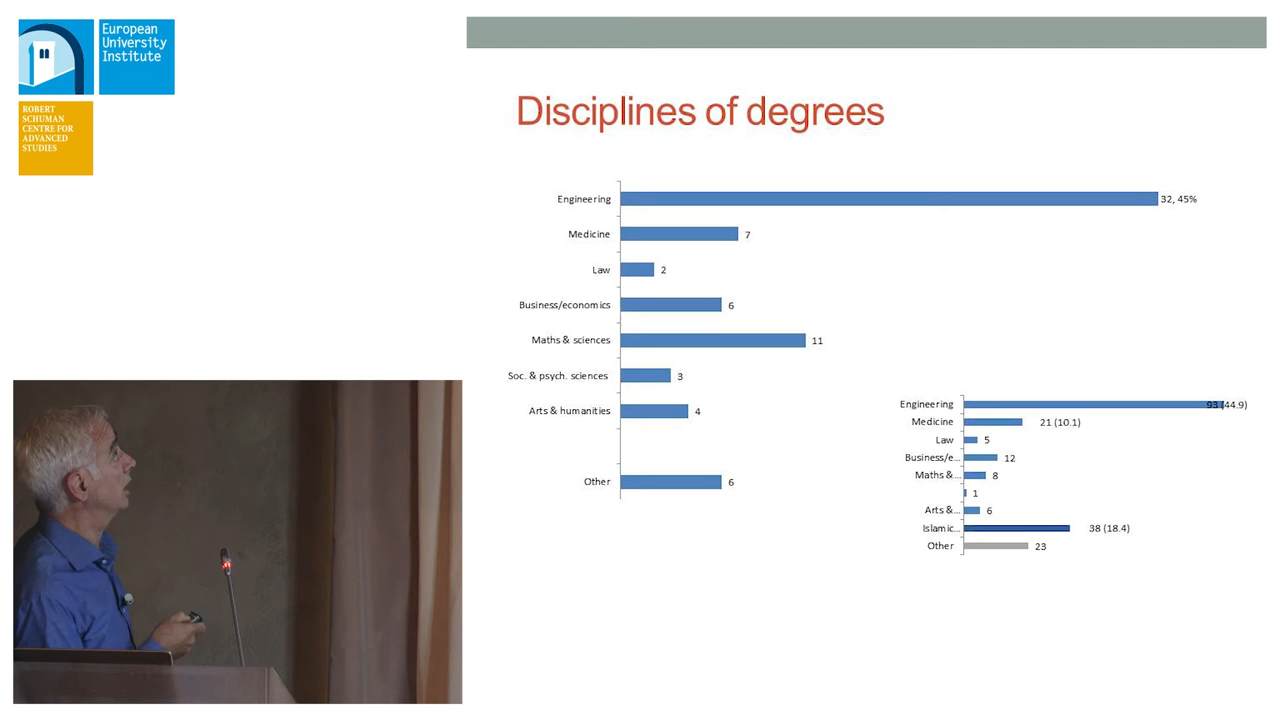 European
University
Institute
ROBERT
SCHUMAN
CENTRE FOR
ADVANCED
STUDIES
Disciplines of degrees
Engineering 32, 45%
Medicine 7
Law 2
Business/economics 6
Maths & sciences 11
Soc. & psych. sciences 3
Arts & humanities 4
Other 6
Engineering 93 (44.9)
Medicine 21 (10.1)
Law 5
Business/e... 12
Maths &... 8
1
Arts &... 6
Islamic... 38 (18.4)
Other 23